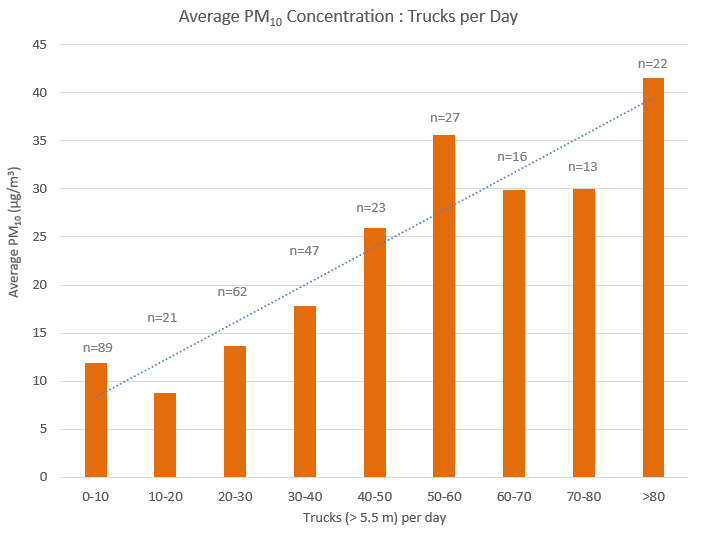 Average PM₁₀ Concentration : Trucks per Day
Average PM₁₀ (µg/m³)
45
40
35
30
25
20
15
10
5
0
n=89
n=21
n=62
n=47
n=23
n=27
n=16
n=13
n=22
0-10 10-20 20-30 30-40 40-50 50-60 60-70 70-80 >80
Trucks (> 5.5 m) per day